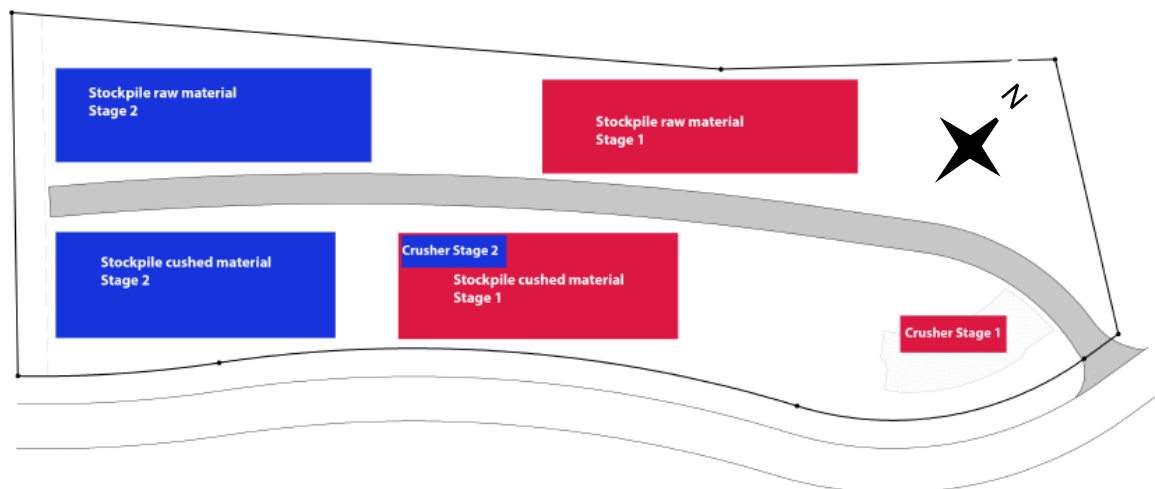 Stockpile raw material
Stage 2
Stockpile raw material
Stage 1
N
Stockpile cushed material
Stage 2
Crusher Stage 2
Stockpile cushed material
Stage 1
Crusher Stage 1